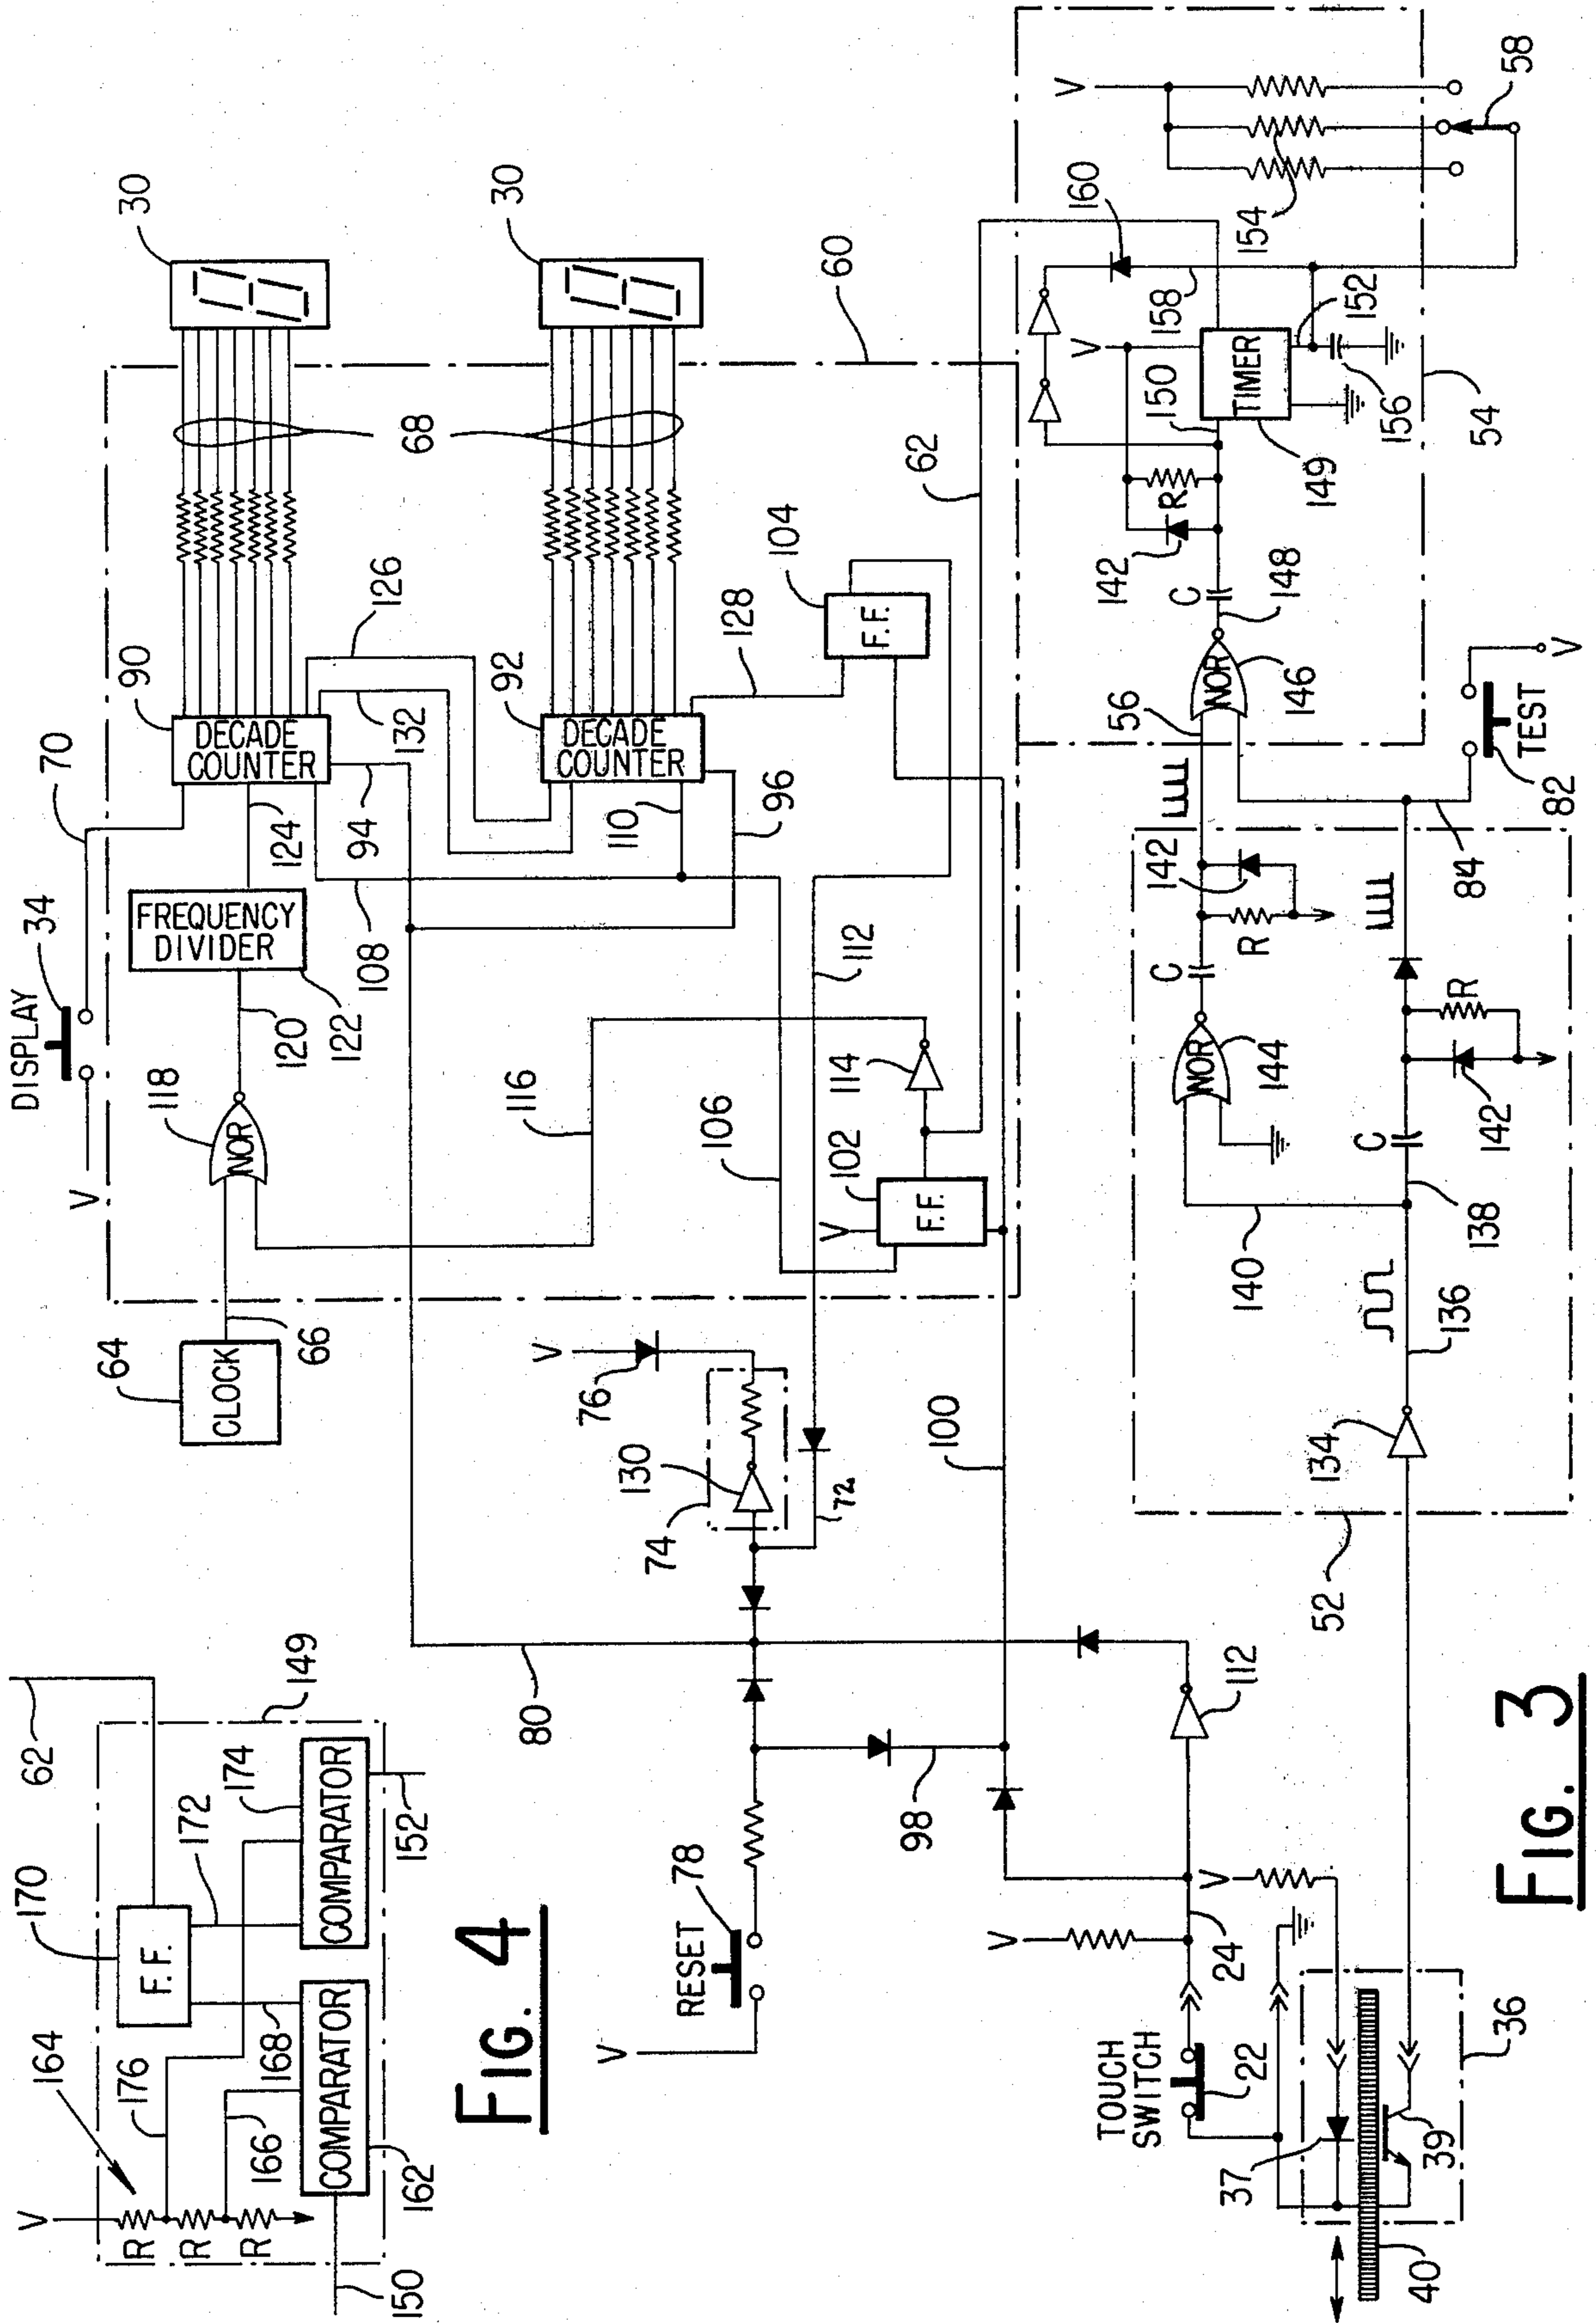 DISPLAY
34
70
V
118
NOR
120
FREQUENCY
DIVIDER
122
124
90
DECADE
COUNTER
30
64
CLOCK
66
108
94
132
126
68
30
92
DECADE
COUNTER
110
96
128
104
F.F.
112
116
114
106
102
V
F.F.
62
60
V
76
130
74
72
100
80
98
78
RESET
V
112
V
24
V
TOUCH
SWITCH
22
37
39
36
40
52
134
136
138
140
NOR
144
C
R
142
C
142
R
56
84
82
TEST
V
NOR
146
148
C
142
R
V
150
TIMER
149
152
156
158
160
154
V
58
54
FIG. 3
V
164
R
R
R
176
166
168
170
F.F.
172
174
62
149
COMPARATOR
COMPARATOR
162
150
152
FIG. 4